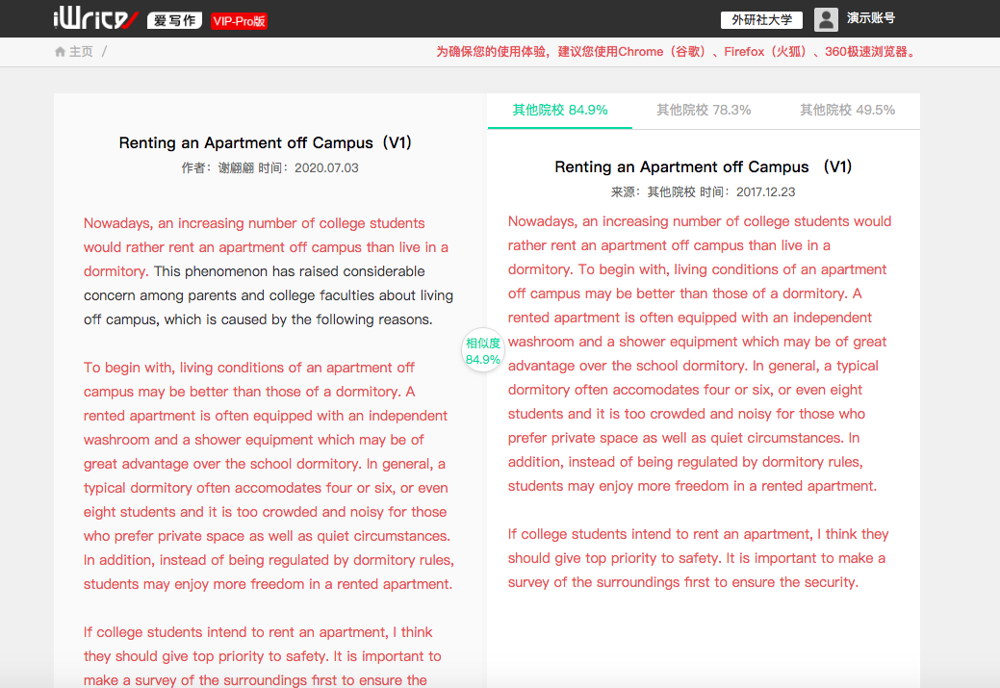 iWrite 爱写作 VIP-Pro版 外研社大学 演示账号
主页 / 为确保您的使用体验，建议您使用Chrome（谷歌）、Firefox（火狐）、360极速浏览器。
Renting an Apartment off Campus（V1）
作者：谢翩翩 时间：2020.07.03
Nowadays, an increasing number of college students
would rather rent an apartment off campus than live in a
dormitory. This phenomenon has raised considerable
concern among parents and college faculties about living
off campus, which is caused by the following reasons.
To begin with, living conditions of an apartment off
campus may be better than those of a dormitory. A
rented apartment is often equipped with an independent
washroom and a shower equipment which may be of
great advantage over the school dormitory. In general, a
typical dormitory often accomodates four or six, or even
eight students and it is too crowded and noisy for those
who prefer private space as well as quiet circumstances.
In addition, instead of being regulated by dormitory rules,
students may enjoy more freedom in a rented apartment.
If college students intend to rent an apartment, I think
they should give top priority to safety. It is important to
make a survey of the surroundings first to ensure the
相似度
84.9%
其他院校 84.9% 其他院校 78.3% 其他院校 49.5%
Renting an Apartment off Campus （V1）
来源：其他院校 时间：2017.12.23
Nowadays, an increasing number of college students would
rather rent an apartment off campus than live in a
dormitory. To begin with, living conditions of an apartment
off campus may be better than those of a dormitory. A
rented apartment is often equipped with an independent
washroom and a shower equipment which may be of great
advantage over the school dormitory. In general, a typical
dormitory often accomodates four or six, or even eight
students and it is too crowded and noisy for those who
prefer private space as well as quiet circumstances. In
addition, instead of being regulated by dormitory rules,
students may enjoy more freedom in a rented apartment.
If college students intend to rent an apartment, I think they
should give top priority to safety. It is important to make a
survey of the surroundings first to ensure the security.